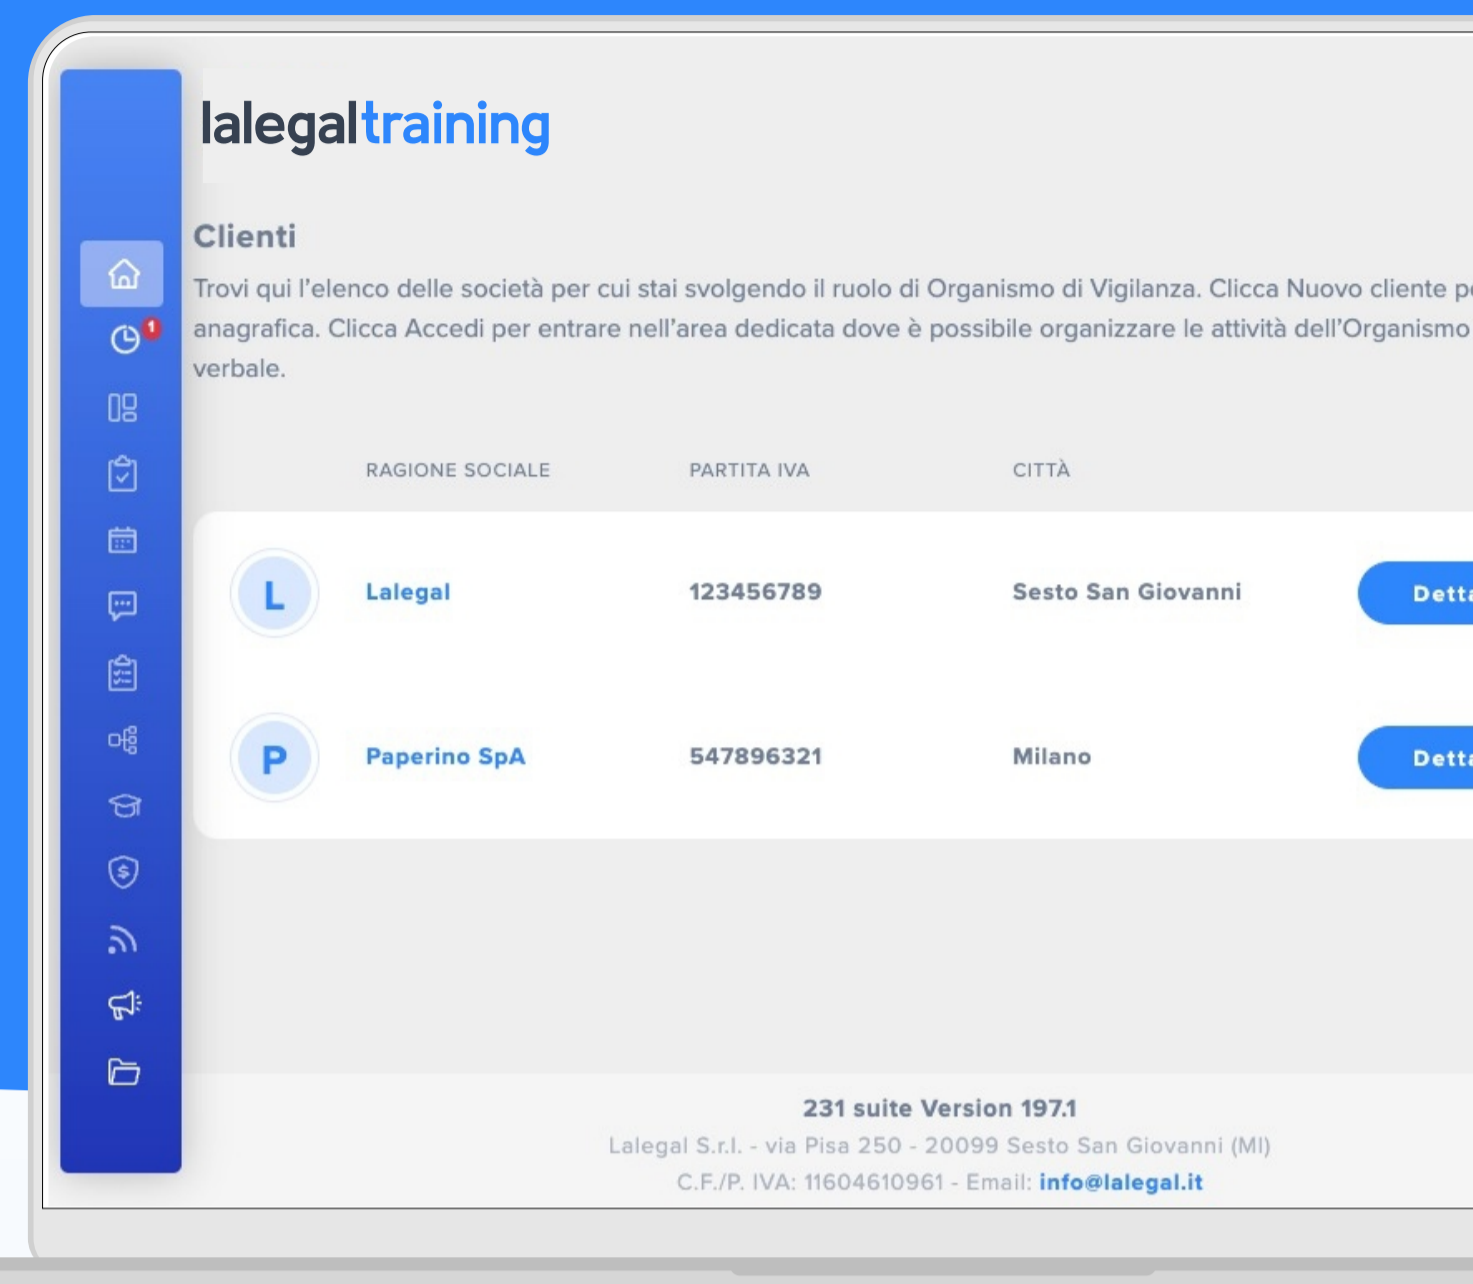 lalegaltraining
Clienti
Trovi qui l'elenco delle società per cui stai svolgendo il ruolo di Organismo di Vigilanza. Clicca Nuovo cliente
anagrafica. Clicca Accedi per entrare nell'area dedicata dove è possibile organizzare le attività dell'Organismo
verbale.
1
RAGIONE SOCIALE PARTITA IVA CITTÀ
L Lalegal 123456789 Sesto San Giovanni
P Paperino SpA 547896321 Milano
231 suite Version 197.1
Lalegal S.r.l. - via Pisa 250 - 20099 Sesto San Giovanni (MI)
C.F./P. IVA: 11604610961 - Email: info@lalegal.it